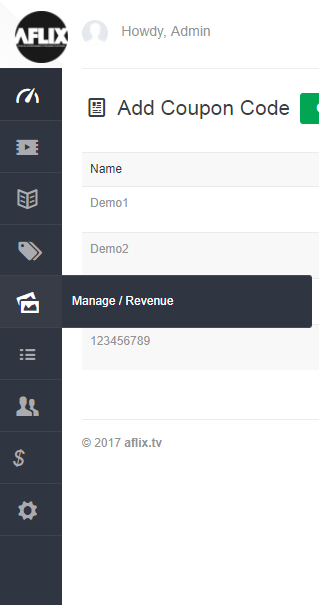 AFLIX
Howdy, Admin
Add Coupon Code
Name
Demo1
Demo2
Manage / Revenue
123456789
© 2017 aflix.tv